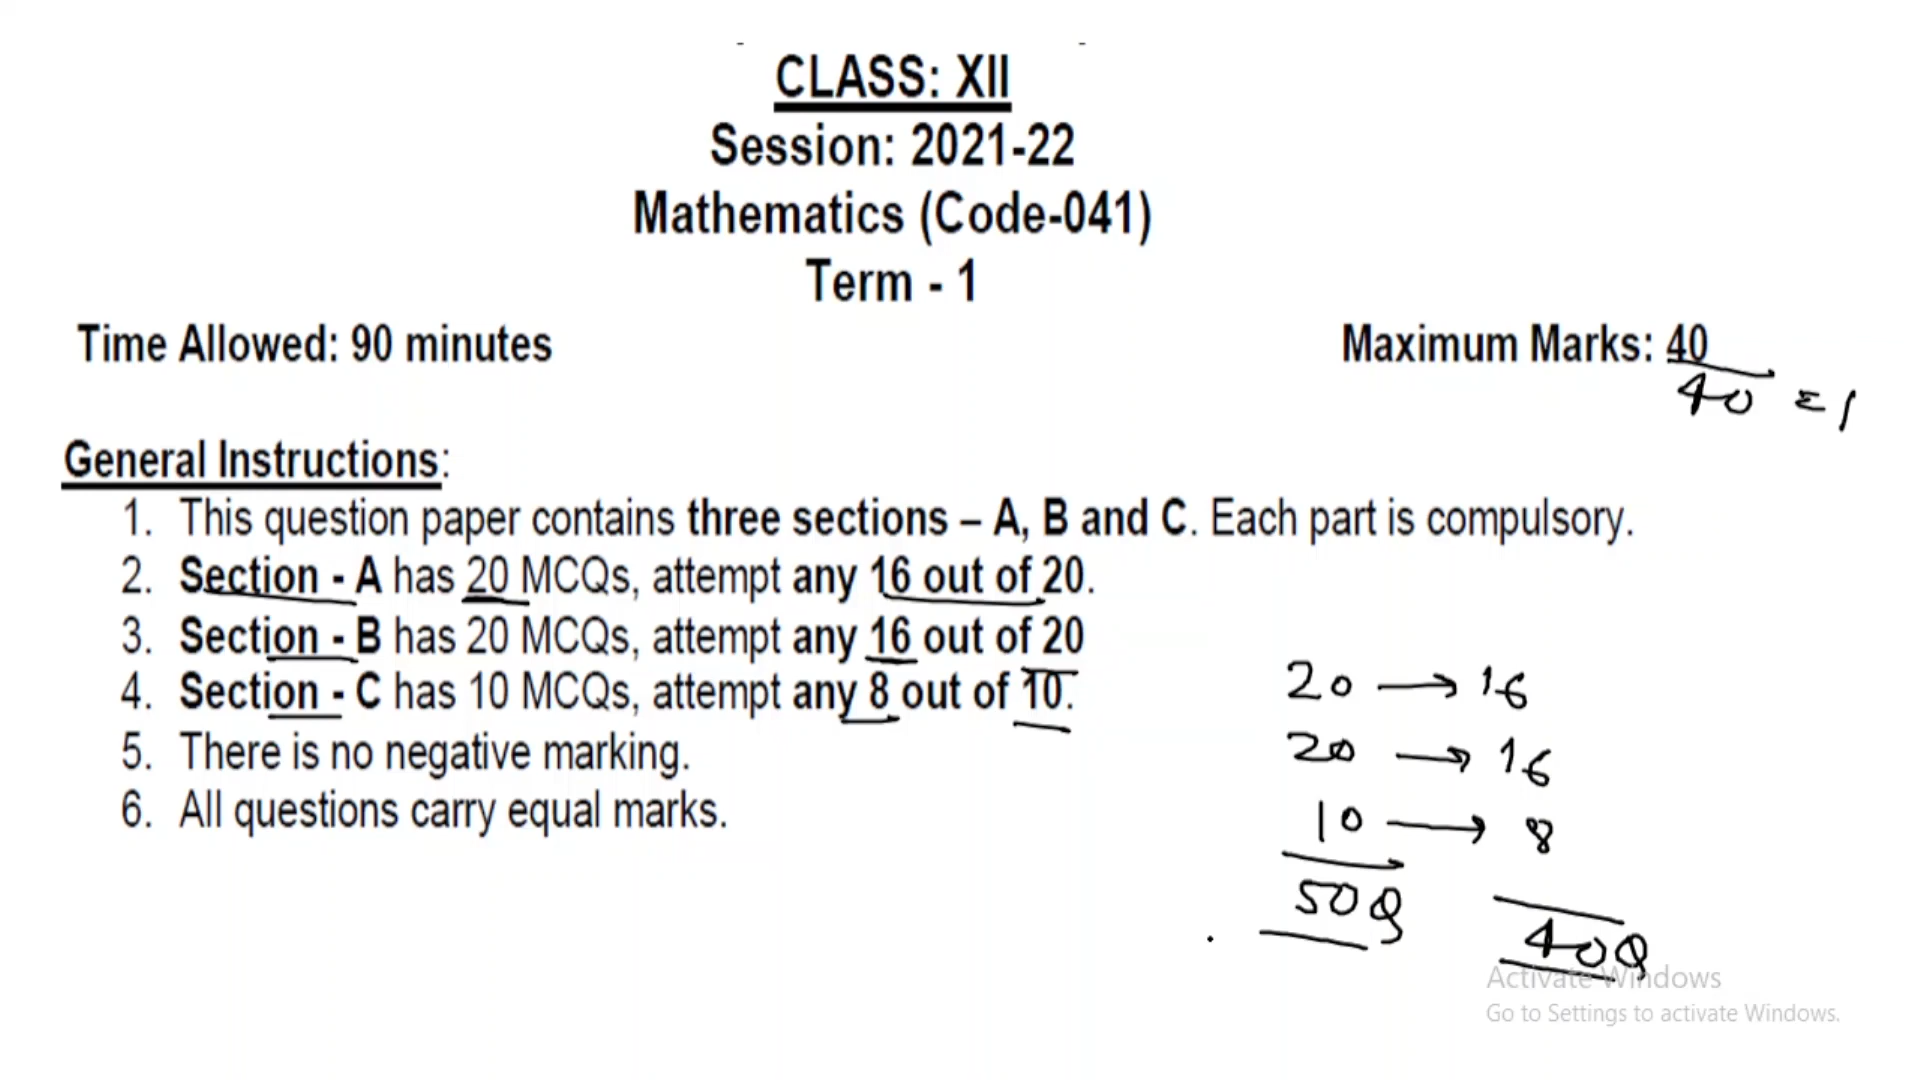 CLASS: XII
Session: 2021-22
Mathematics (Code-041)
Term - 1
Time Allowed: 90 minutes
Maximum Marks: 40
40 = 1
General Instructions:
1. This question paper contains three sections – A, B and C. Each part is compulsory.
2. Section - A has 20 MCQs, attempt any 16 out of 20.
3. Section - B has 20 MCQs, attempt any 16 out of 20
4. Section - C has 10 MCQs, attempt any 8 out of 10.
5. There is no negative marking.
6. All questions carry equal marks.
20 → 16
20 → 16
10 → 8
50Q 40Q
Activate Windows
Go to Settings to activate Windows.